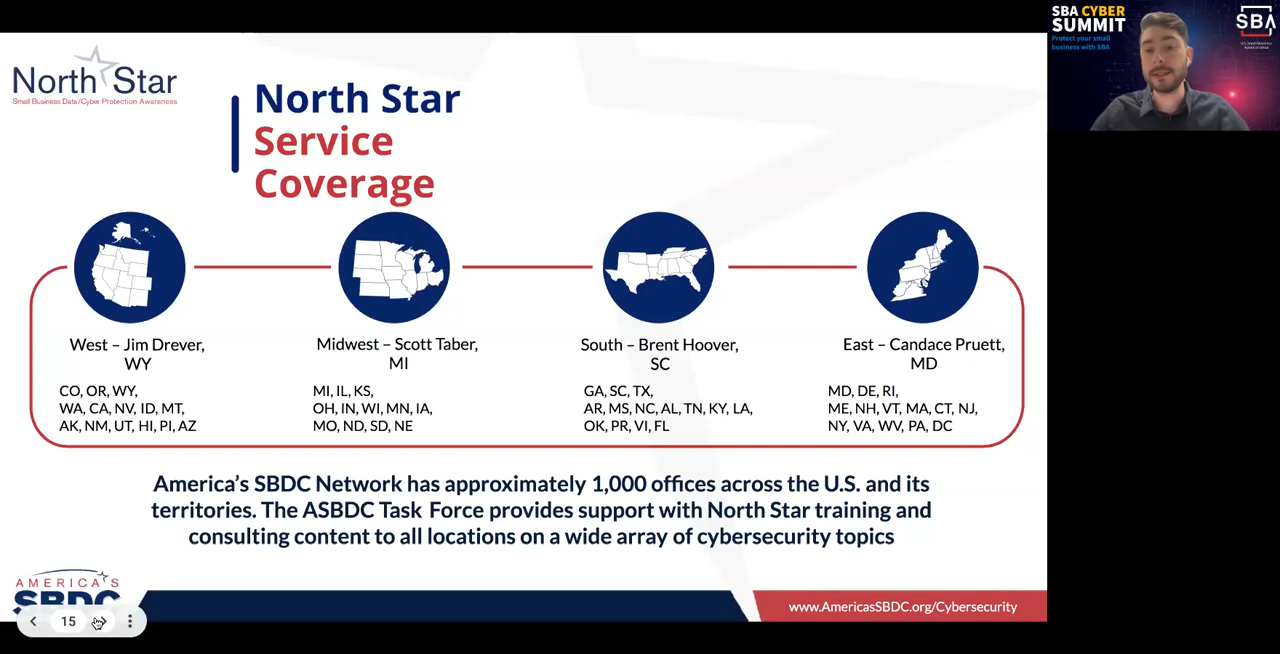 North Star
Small Business Data/Cyber Protection Awareness
North Star
Service
Coverage
West – Jim Drever,
WY
CO, OR, WY,
WA, CA, NV, ID, MT,
AK, NM, UT, HI, PI, AZ
Midwest – Scott Taber,
MI
MI, IL, KS,
OH, IN, WI, MN, IA,
MO, ND, SD, NE
South – Brent Hoover,
SC
GA, SC, TX,
AR, MS, NC, AL, TN, KY, LA,
OK, PR, VI, FL
East – Candace Pruett,
MD
MD, DE, RI,
ME, NH, VT, MA, CT, NJ,
NY, VA, WV, PA, DC
America's SBDC Network has approximately 1,000 offices across the U.S. and its
territories. The ASBDC Task Force provides support with North Star training and
consulting content to all locations on a wide array of cybersecurity topics
AMERICA'S
SBDC
15
www.AmericasSBDC.org/Cybersecurity
SBA CYBER
SUMMIT
Protect your small
business with SBA
SBA
U.S. Small Business
Administration